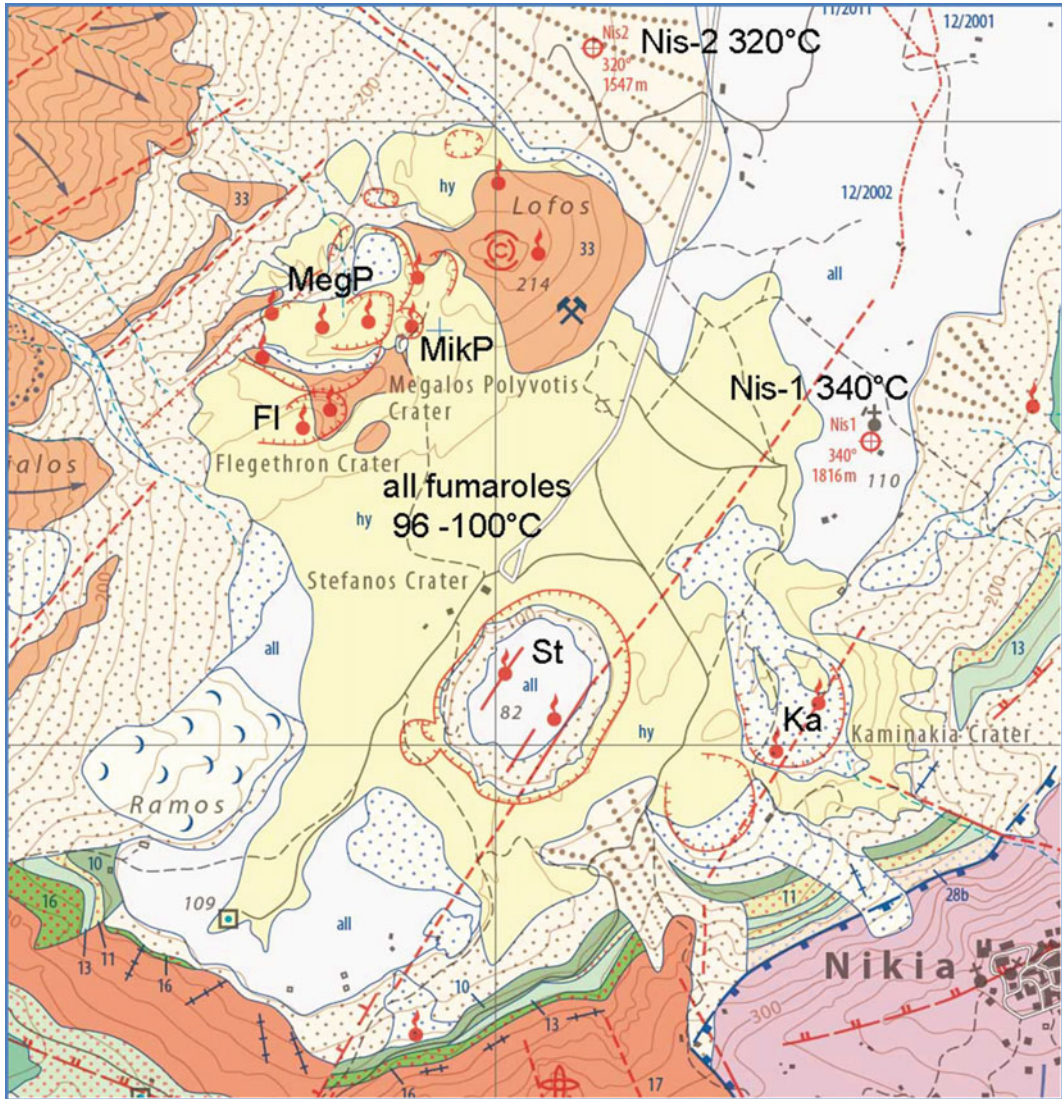 11/2011
12/2001
Nis2
320°
1547 m
Nis-2 320°C
200
hy
12/2002
33
Lofos
33
214
all
MegP
MikP
Megalos Polyvotis
Crater
Nis-1 340°C
Nis1
340°
1816 m
110
Fl
Flegethron Crater
ialos
all fumaroles
96 -100°C
hy
Stefanos Crater
200
200
13
all
St
all
82
hy
Ka
Kaminakia Crater
Ramos
10
16
109
all
11
28b
13
11
16
10
13
Nikia
300
16
17